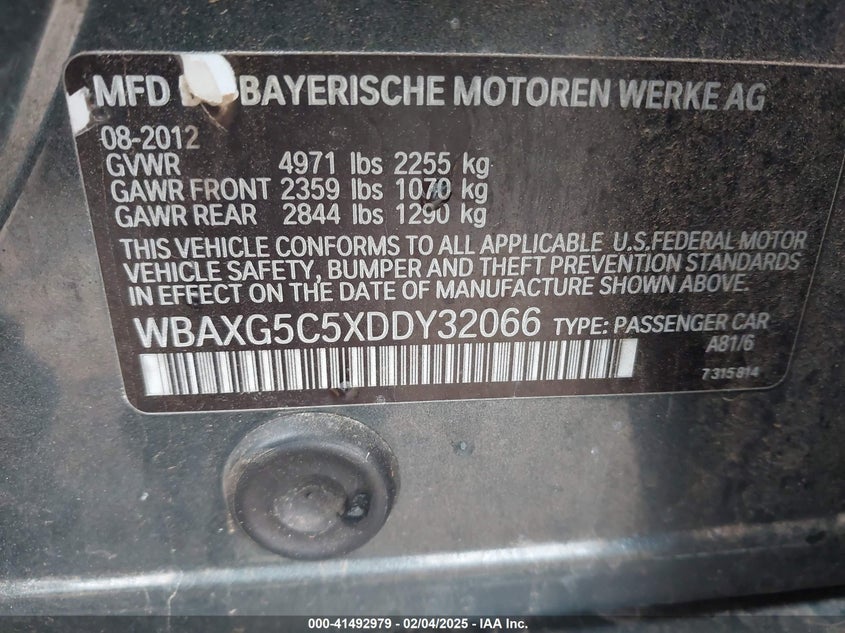 MFD BAYERISCHE MOTOREN WERKE AG
08-2012
GVWR 4971 lbs 2255 kg
GAWR FRONT 2359 lbs 1070 kg
GAWR REAR 2844 lbs 1290 kg
THIS VEHICLE CONFORMS TO ALL APPLICABLE U.S.FEDERAL MOTOR
VEHICLE SAFETY, BUMPER AND THEFT PREVENTION STANDARDS
IN EFFECT ON THE DATE OF MANUFACTURE SHOWN ABOVE.
WBAXG5C5XDDY32066 TYPE: PASSENGER CAR
A81/6
7 315 814
000-41492979 - 02/04/2025 - IAA Inc.